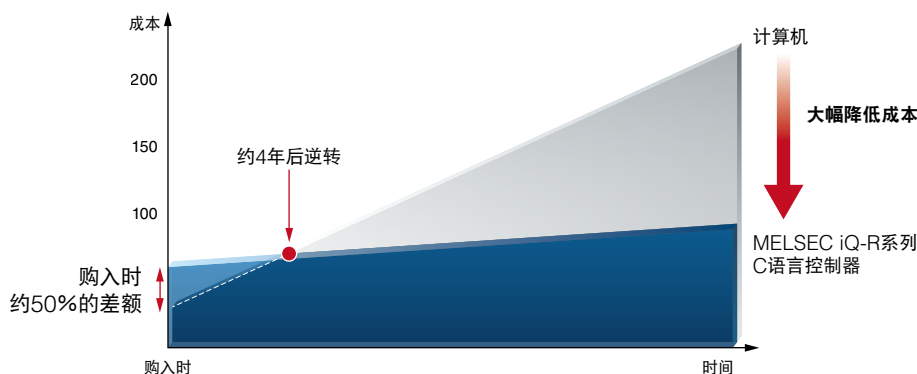 成本
计算机
200
大幅降低成本
150
约4年后逆转
100
MELSEC iQ-R系列
C语言控制器
购入时
约50%的差额
购入时
时间